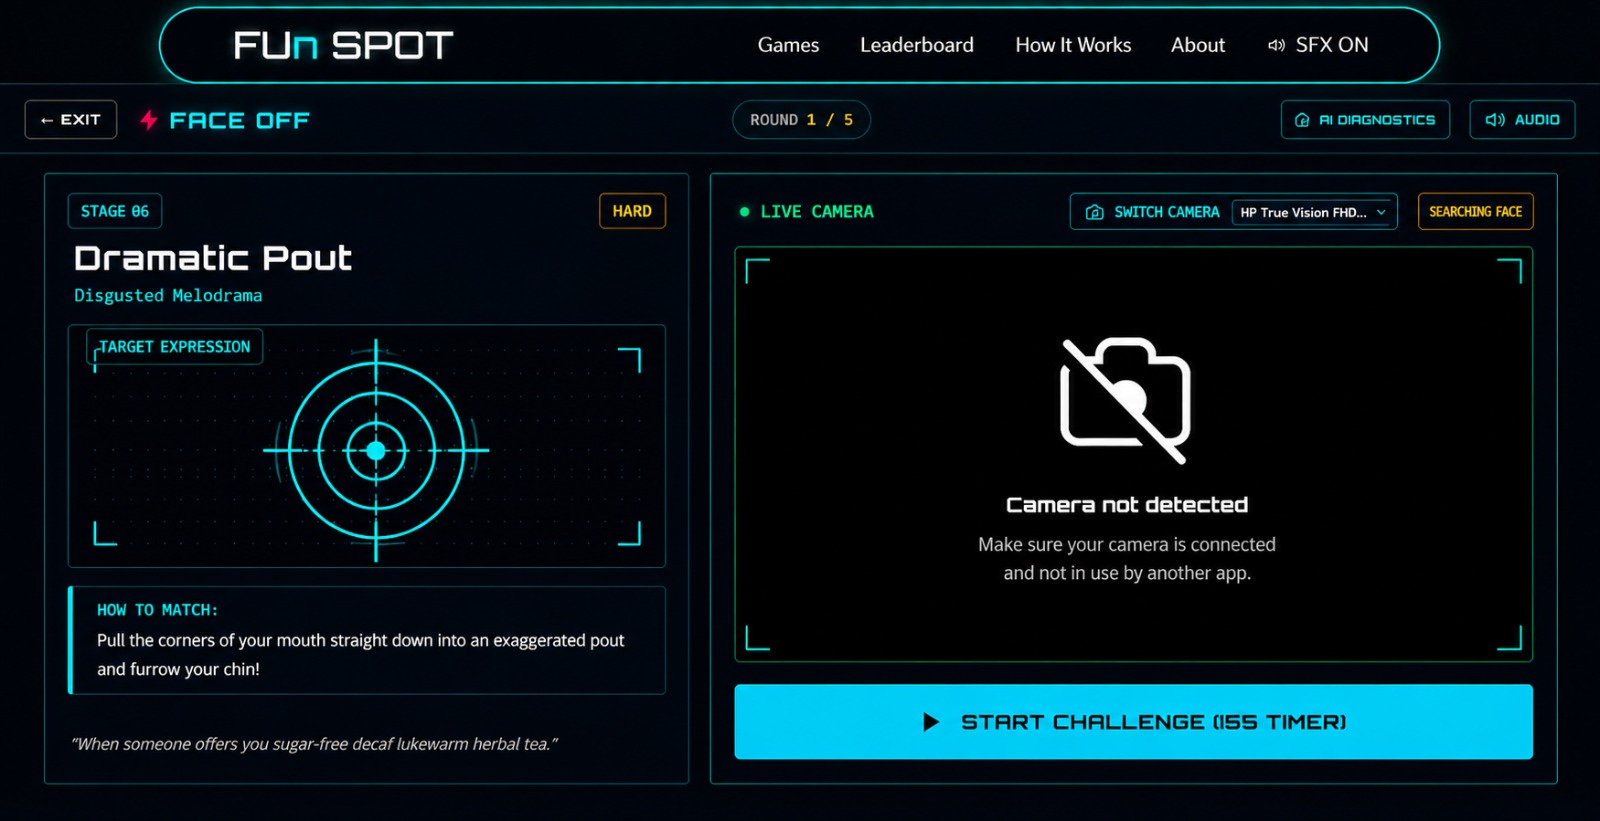 FUn SPOT
Games
Leaderboard
How It Works
About
SFX ON
← EXIT
FACE OFF
ROUND 1 / 5
AI DIAGNOSTICS
AUDIO
STAGE 06
HARD
Dramatic Pout
Disgusted Melodrama
TARGET EXPRESSION
HOW TO MATCH:
Pull the corners of your mouth straight down into an exaggerated pout
and furrow your chin!
"When someone offers you sugar-free decaf lukewarm herbal tea."
LIVE CAMERA
SWITCH CAMERA
HP True Vision FHD...
SEARCHING FACE
Camera not detected
Make sure your camera is connected
and not in use by another app.
START CHALLENGE (155 TIMER)